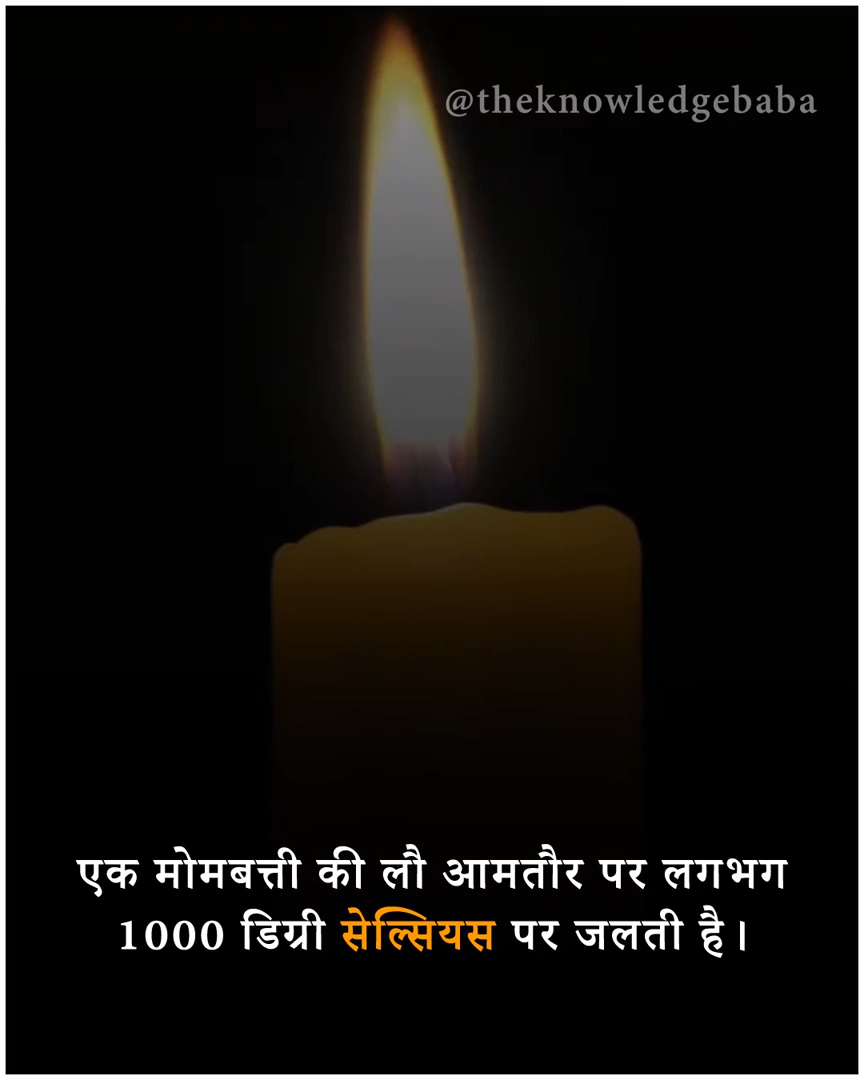 @theknowledgebaba
एक मोमबत्ती की लौ आमतौर पर लगभग
1000 डिग्री सेल्सियस पर जलती है।